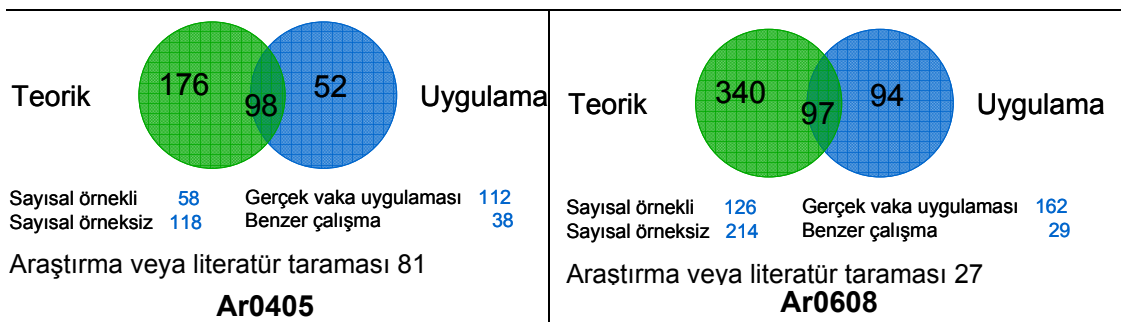 Teorik 176 98 52 Uygulama
Sayısal örnekli 58 Gerçek vaka uygulaması 112
Sayısal örneksiz 118 Benzer çalışma 38
Araştırma veya literatür taraması 81
Ar0405
Teorik 340 97 94 Uygulama
Sayısal örnekli 126 Gerçek vaka uygulaması 162
Sayısal örneksiz 214 Benzer çalışma 29
Araştırma veya literatür taraması 27
Ar0608